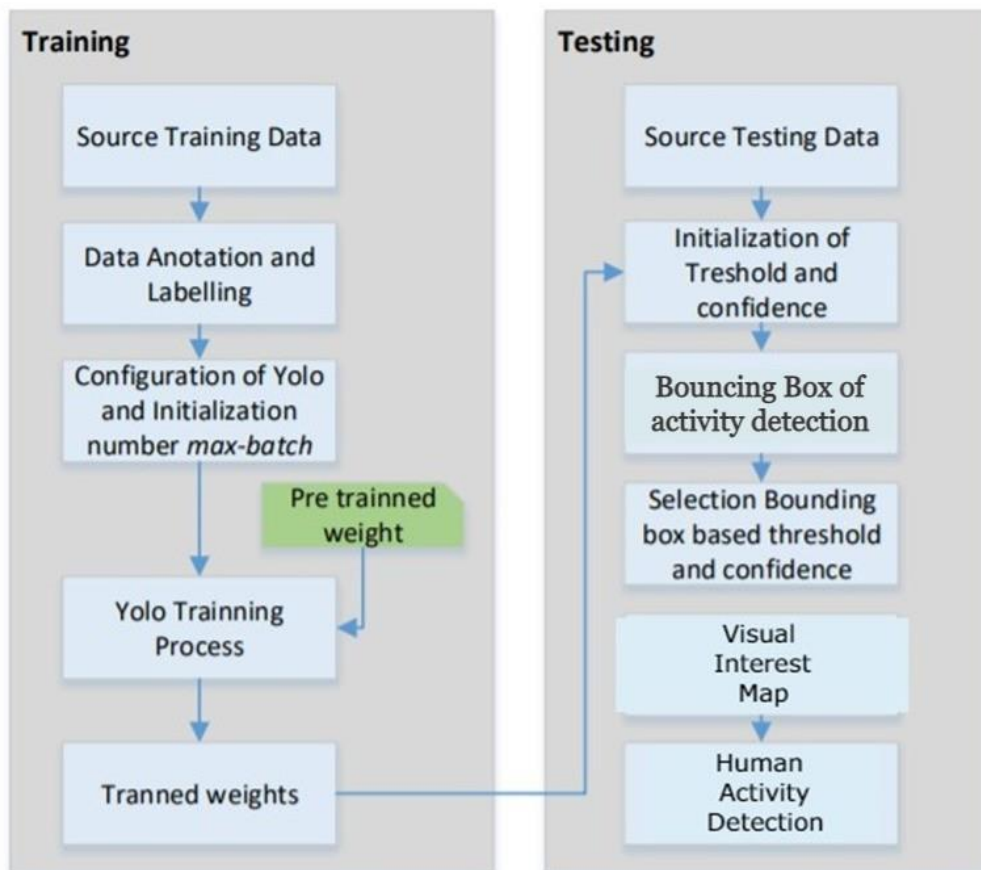 Training
Source Training Data
Data Anotation and
Labelling
Configuration of Yolo
and Initialization
number max-batch
Pre trainned
weight
Yolo Trainning
Process
Tranned weights
Testing
Source Testing Data
Initialization of
Treshold and
confidence
Bouncing Box of
activity detection
Selection Bounding
box based threshold
and confidence
Visual
Interest
Map
Human
Activity
Detection